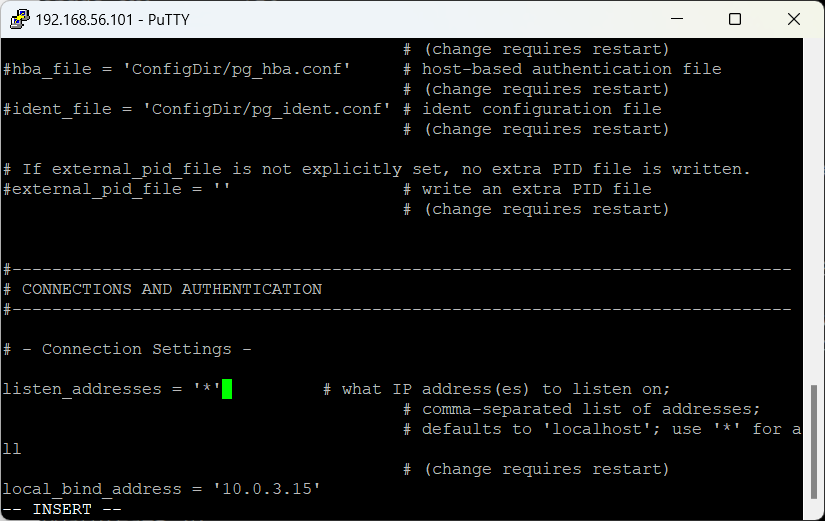 192.168.56.101 - PuTTY
# (change requires restart)
#hba_file = 'ConfigDir/pg_hba.conf'     # host-based authentication file
# (change requires restart)
#ident_file = 'ConfigDir/pg_ident.conf' # ident configuration file
# (change requires restart)
# If external_pid_file is not explicitly set, no extra PID file is written.
#external_pid_file = ''                 # write an extra PID file
# (change requires restart)
#------------------------------------------------------------------------------
# CONNECTIONS AND AUTHENTICATION
#------------------------------------------------------------------------------
# - Connection Settings -
listen_addresses = '*'          # what IP address(es) to listen on;
# comma-separated list of addresses;
# defaults to 'localhost'; use '*' for a
ll
# (change requires restart)
local_bind_address = '10.0.3.15'
-- INSERT --